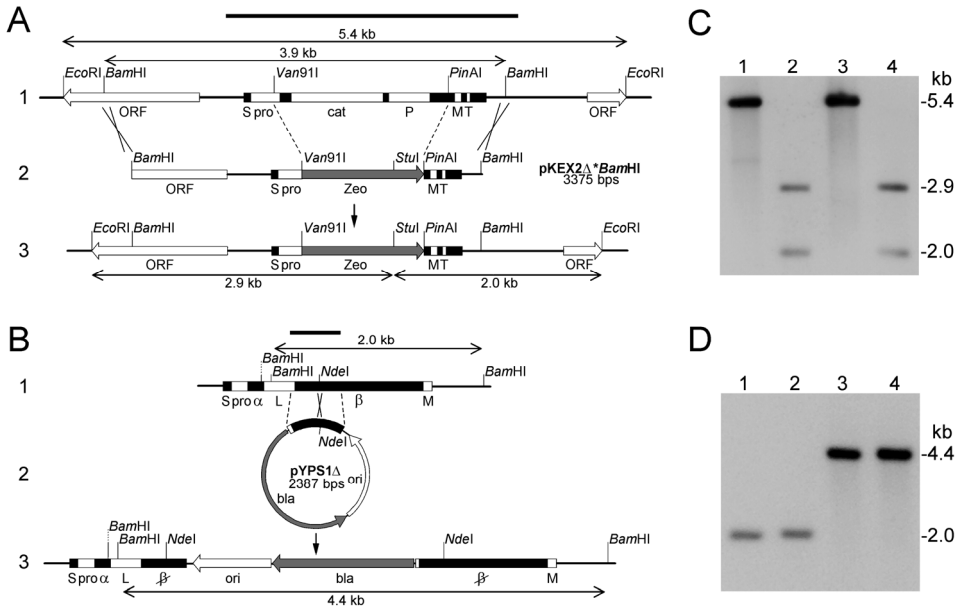 A
5.4 kb
3.9 kb
EcoRI BamHI Van91I PinAI BamHI EcoRI
1
ORF S pro cat P MT ORF
BamHI Van91I StuI PinAI BamHI
2
pKEX2Δ*BamHI
3375 bps
ORF S pro Zeo MT
EcoRI BamHI Van91I StuI PinAI BamHI EcoRI
3
ORF S pro Zeo MT ORF
2.9 kb 2.0 kb
B
2.0 kb
BamHI
BamHI NdeI BamHI
1
S pro α L β M
NdeI
2
pYPS1Δ
2387 bps
ori
bla
BamHI
BamHI NdeI NdeI BamHI
3
S pro α L β ori bla β M
4.4 kb
C
1 2 3 4
kb
-5.4
-2.9
-2.0
D
1 2 3 4
kb
-4.4
-2.0